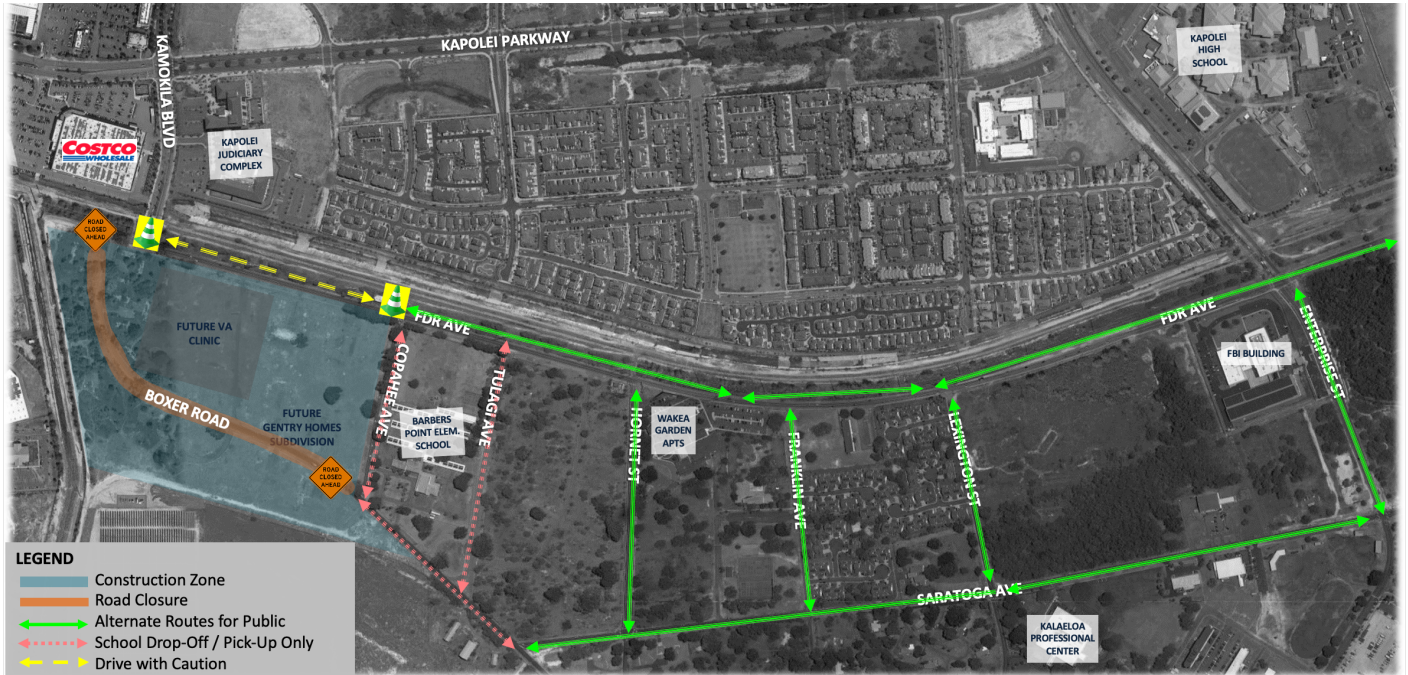 KAPOLEI PARKWAY
KAMOKILA BLVD
KAPOLEI
HIGH
SCHOOL
COSTCO
WHOLESALE
KAPOLEI
JUDICIARY
COMPLEX
ROAD
CLOSED
AHEAD
FUTURE VA
CLINIC
FDR AVE
FDR AVE
ENTERPRISE ST
FBI BUILDING
COPAHEE AVE
TULAGI AVE
BOXER ROAD
FUTURE
GENTRY HOMES
SUBDIVISION
BARBERS
POINT ELEM.
SCHOOL
HORNET ST
WAKEA
GARDEN
APTS
FRANKLIN AVE
LEXINGTON ST
ROAD
CLOSED
AHEAD
SARATOGA AVE
KALAELOA
PROFESSIONAL
CENTER
LEGEND
Construction Zone
Road Closure
Alternate Routes for Public
School Drop-Off / Pick-Up Only
Drive with Caution